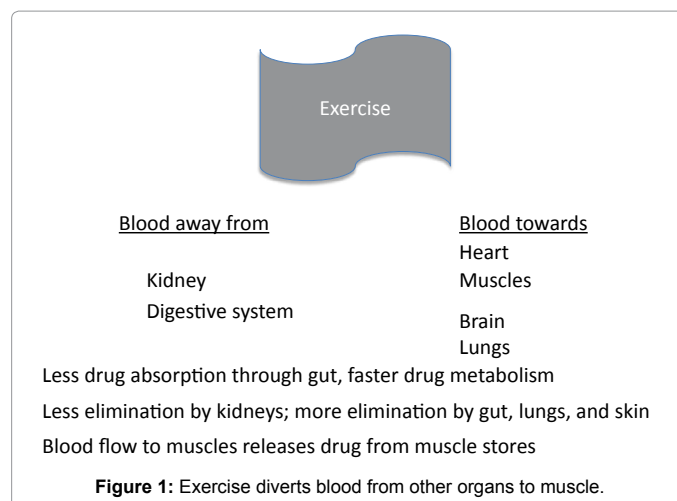 Exercise
Blood away from
Blood towards
Heart
Kidney
Muscles
Digestive system
Brain
Lungs
Less drug absorption through gut, faster drug metabolism
Less elimination by kidneys; more elimination by gut, lungs, and skin
Blood flow to muscles releases drug from muscle stores
Figure 1: Exercise diverts blood from other organs to muscle.